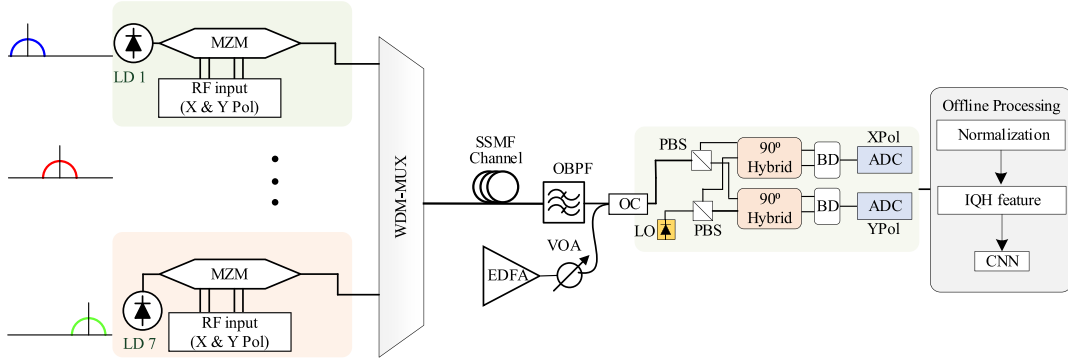 LD 1
MZM
RF input
(X & Y Pol)
LD 7
MZM
RF input
(X & Y Pol)
WDM-MUX
SSMF
Channel
OBPF
EDFA
VOA
OC
PBS
LO
PBS
90º
Hybrid
90º
Hybrid
BD
BD
XPol
ADC
ADC
YPol
Offline Processing
Normalization
IQH feature
CNN